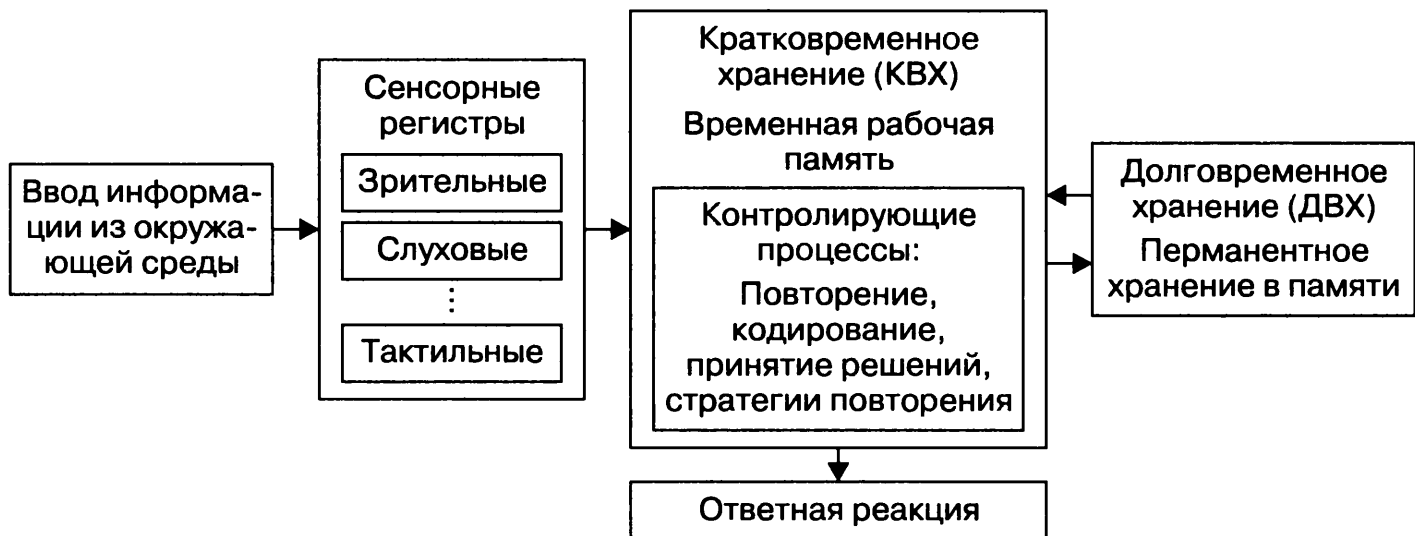 Ввод информа-
ции из окружа-
ющей среды
Сенсорные
регистры
Зрительные
Слуховые
⋮
Тактильные
Кратковременное
хранение (КВХ)
Временная рабочая
память
Контролирующие
процессы:
Повторение,
кодирование,
принятие решений,
стратегии повторения
Долговременное
хранение (ДВХ)
Перманентное
хранение в памяти
Ответная реакция